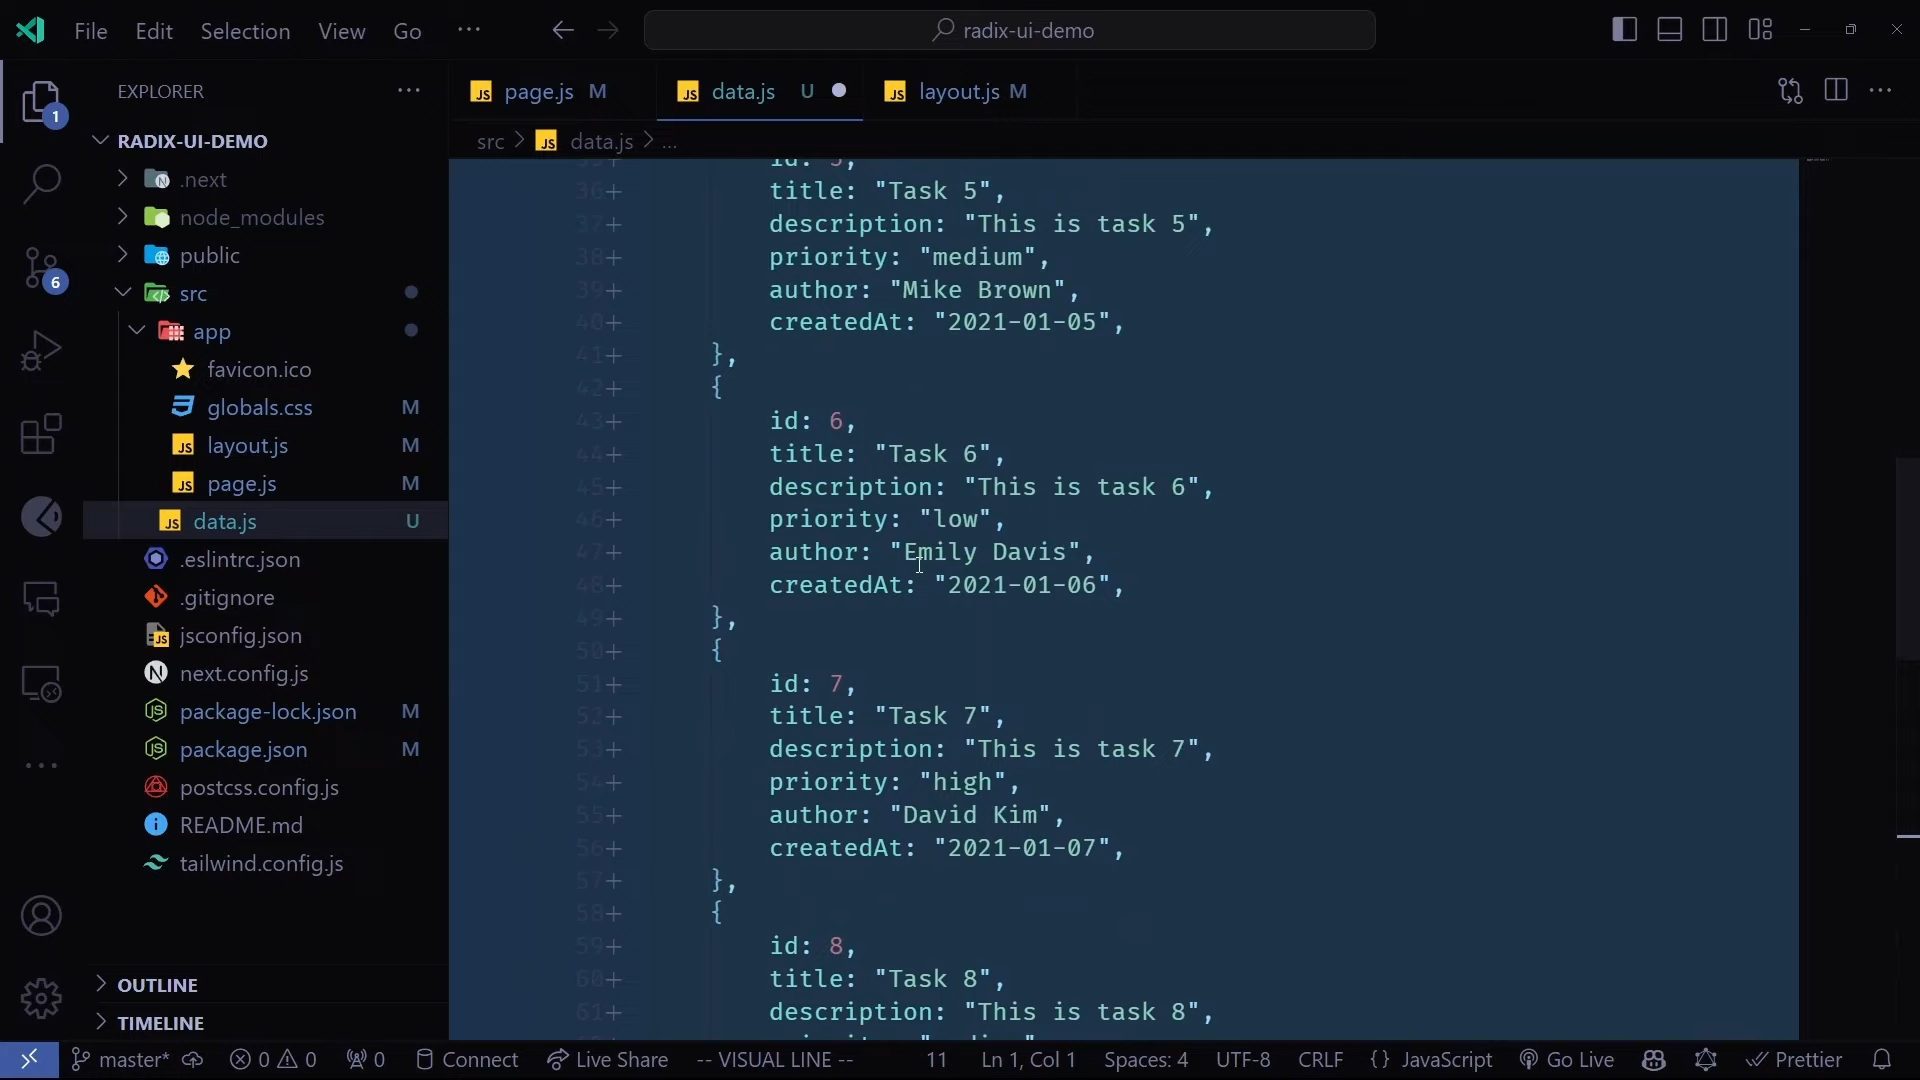 File Edit Selection View Go ···
radix-ui-demo
EXPLORER ···
1
RADIX-UI-DEMO
.next
node_modules
public
6
src
app
favicon.ico
globals.css M
layout.js M
page.js M
data.js U
.eslintrc.json
.gitignore
jsconfig.json
next.config.js
package-lock.json M
package.json M
postcss.config.js
README.md
tailwind.config.js
OUTLINE
TIMELINE
JS page.js M
JS data.js U
JS layout.js M
src > JS data.js > ...
id: 5,
36+ title: "Task 5",
37+ description: "This is task 5",
38+ priority: "medium",
39+ author: "Mike Brown",
40+ createdAt: "2021-01-05",
41+ },
42+ {
43+ id: 6,
44+ title: "Task 6",
45+ description: "This is task 6",
46+ priority: "low",
47+ author: "Emily Davis",
48+ createdAt: "2021-01-06",
49+ },
50+ {
51+ id: 7,
52+ title: "Task 7",
53+ description: "This is task 7",
54+ priority: "high",
55+ author: "David Kim",
56+ createdAt: "2021-01-07",
57+ },
58+ {
59+ id: 8,
60+ title: "Task 8",
61+ description: "This is task 8",
master* 0 0 0 Connect Live Share -- VISUAL LINE -- 11 Ln 1, Col 1 Spaces: 4 UTF-8 CRLF {} JavaScript Go Live Prettier